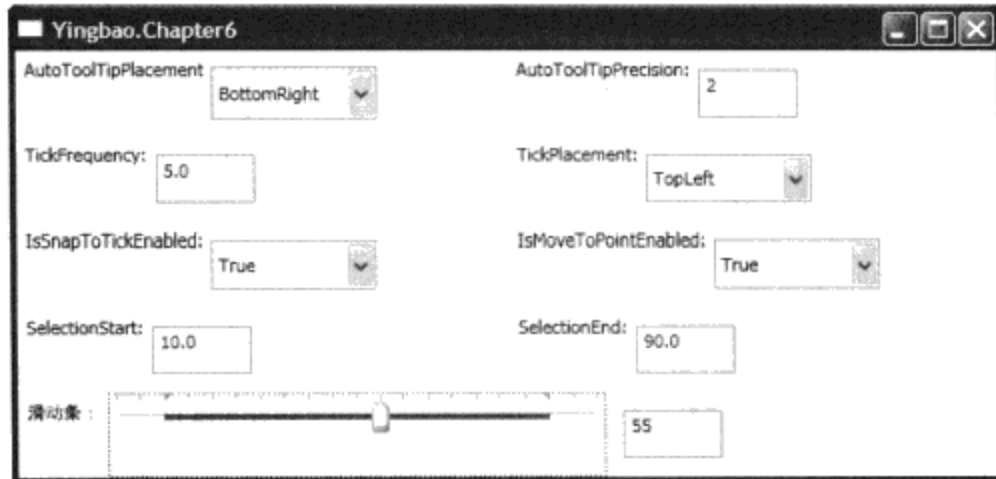 Yingbao.Chapter6
AutoToolTipPlacement BottomRight AutoToolTipPrecision: 2
TickFrequency: 5.0 TickPlacement: TopLeft
IsSnapToTickEnabled: True IsMoveToPointEnabled: True
SelectionStart: 10.0 SelectionEnd: 90.0
滑动条： 55